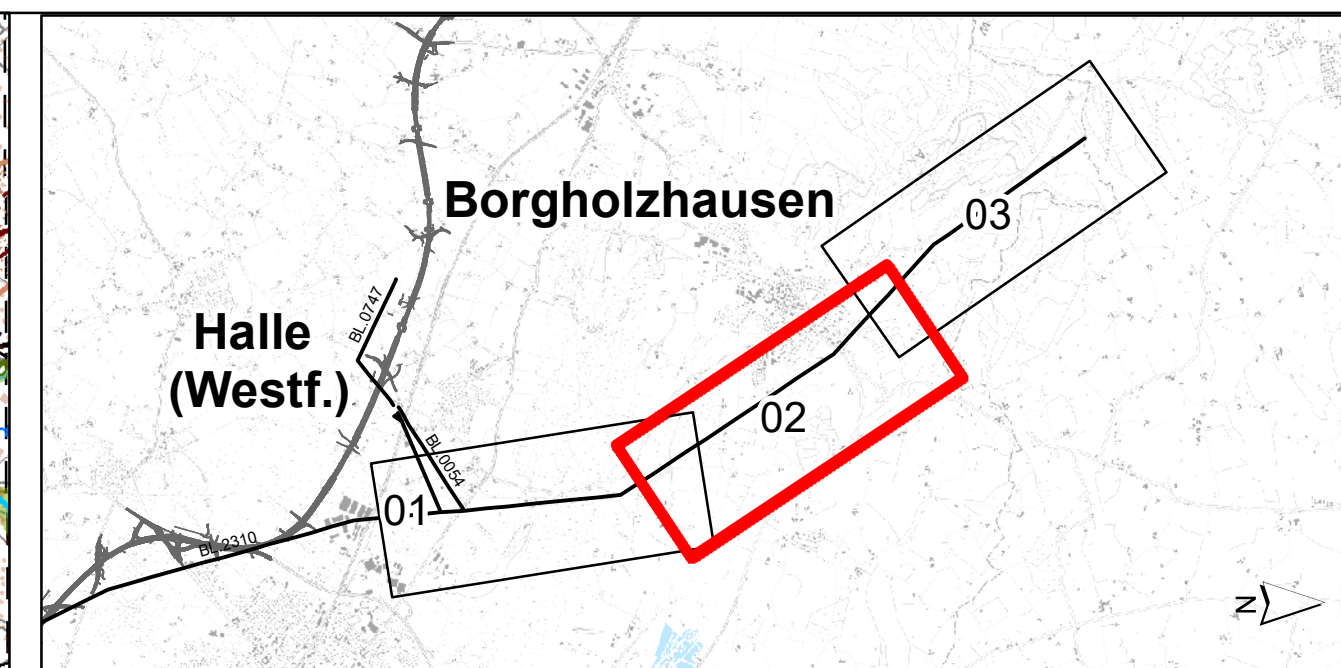 Borgholzhausen
03
BL.0747
Halle
(Westf.)
02
BL.0054
01
BL.2310
N